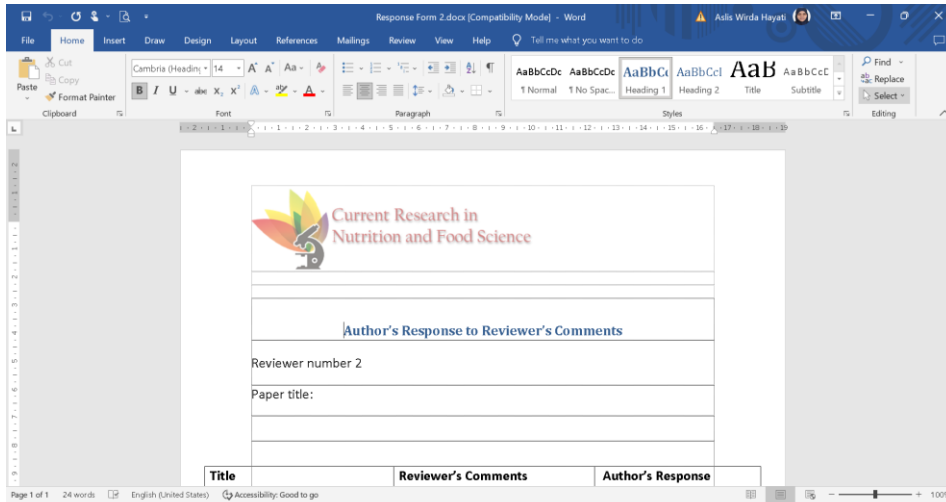 Response Form 2.docx [Compatibility Mode] - Word
Aslis Wirda Hayati
File Home Insert Draw Design Layout References Mailings Review View Help Tell me what you want to do
Paste
Cut
Copy
Format Painter
Clipboard
Cambria (Headin 14
Font
Paragraph
AaBbCcDc AaBbCcDc AaBbC AaBbCcI AaB AaBbCcC
¶ Normal ¶ No Spac... Heading 1 Heading 2 Title Subtitle
Styles
Find
Replace
Select
Editing
Current Research in
Nutrition and Food Science
Author's Response to Reviewer's Comments
Reviewer number 2
Paper title:
Title Reviewer's Comments Author's Response
Page 1 of 1 24 words English (United States) Accessibility: Good to go